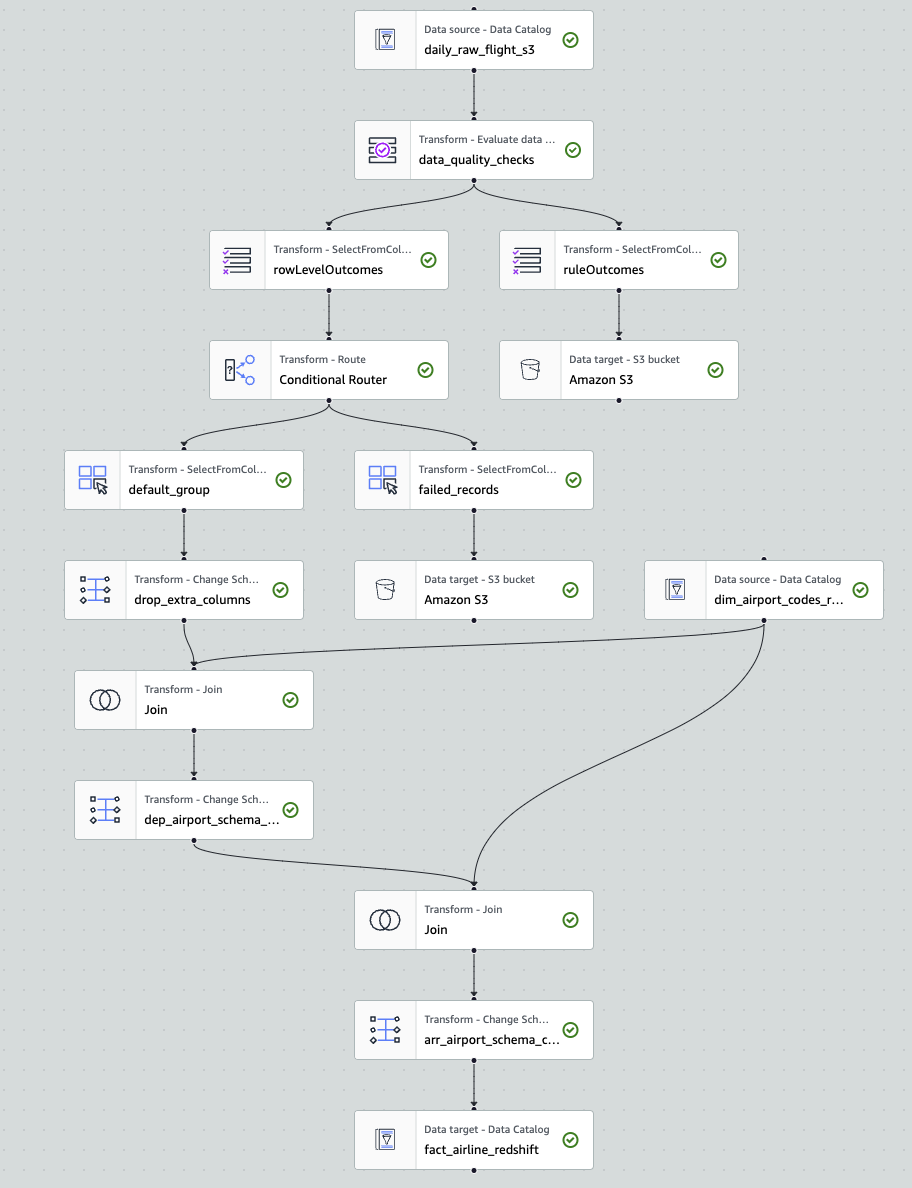 Data source - Data Catalog
daily_raw_flight_s3
Transform - Evaluate data ...
data_quality_checks
Transform - SelectFromCol...
rowLevelOutcomes
Transform - SelectFromCol...
ruleOutcomes
Transform - Route
Conditional Router
Data target - S3 bucket
Amazon S3
Transform - SelectFromCol...
default_group
Transform - SelectFromCol...
failed_records
Transform - Change Sch...
drop_extra_columns
Data target - S3 bucket
Amazon S3
Data source - Data Catalog
dim_airport_codes_r...
Transform - Join
Join
Transform - Change Sch...
dep_airport_schema_...
Transform - Join
Join
Transform - Change Sch...
arr_airport_schema_c...
Data target - Data Catalog
fact_airline_redshift